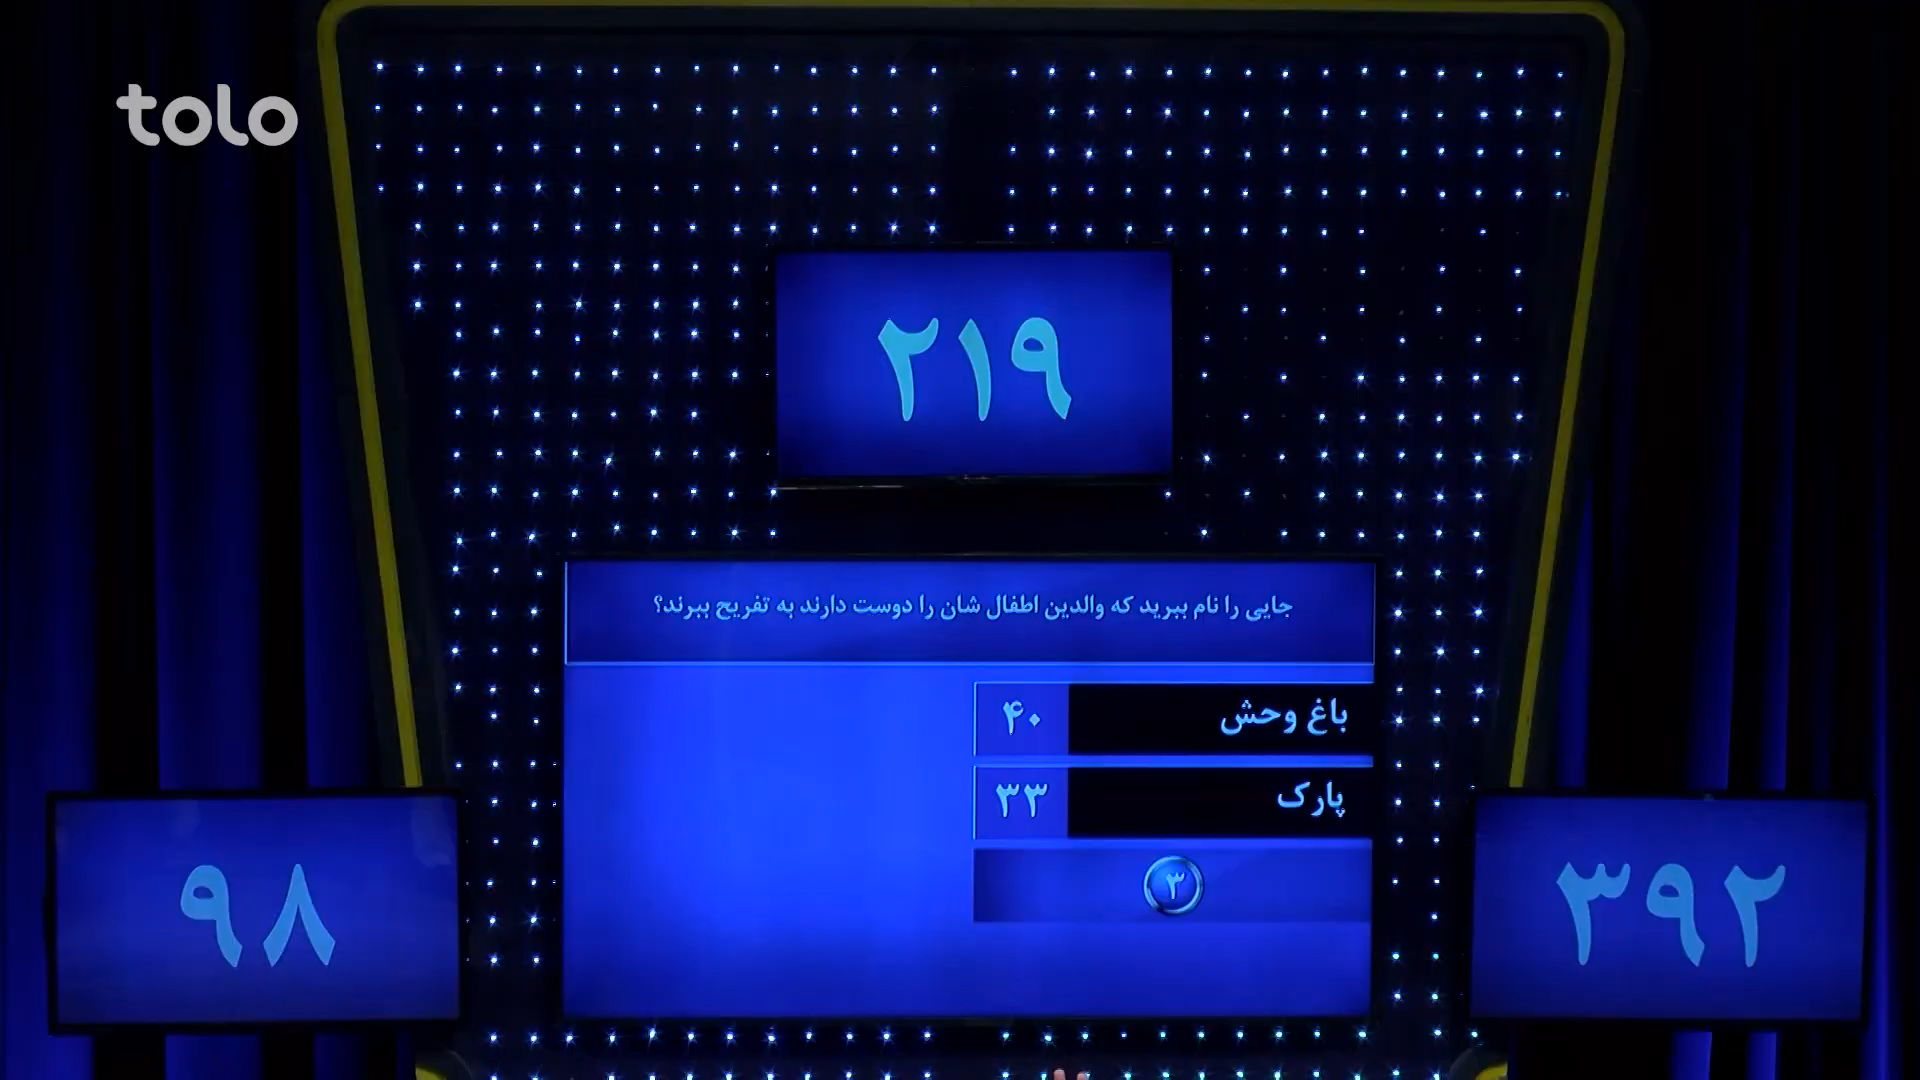 tolo
۲۱۹
جایی را نام ببرید که والدین اطفال شان را دوست دارند به تفریح ببرند؟
باغ وحش ۴۰
پارک ۳۳
۳
۹۸
۳۹۲